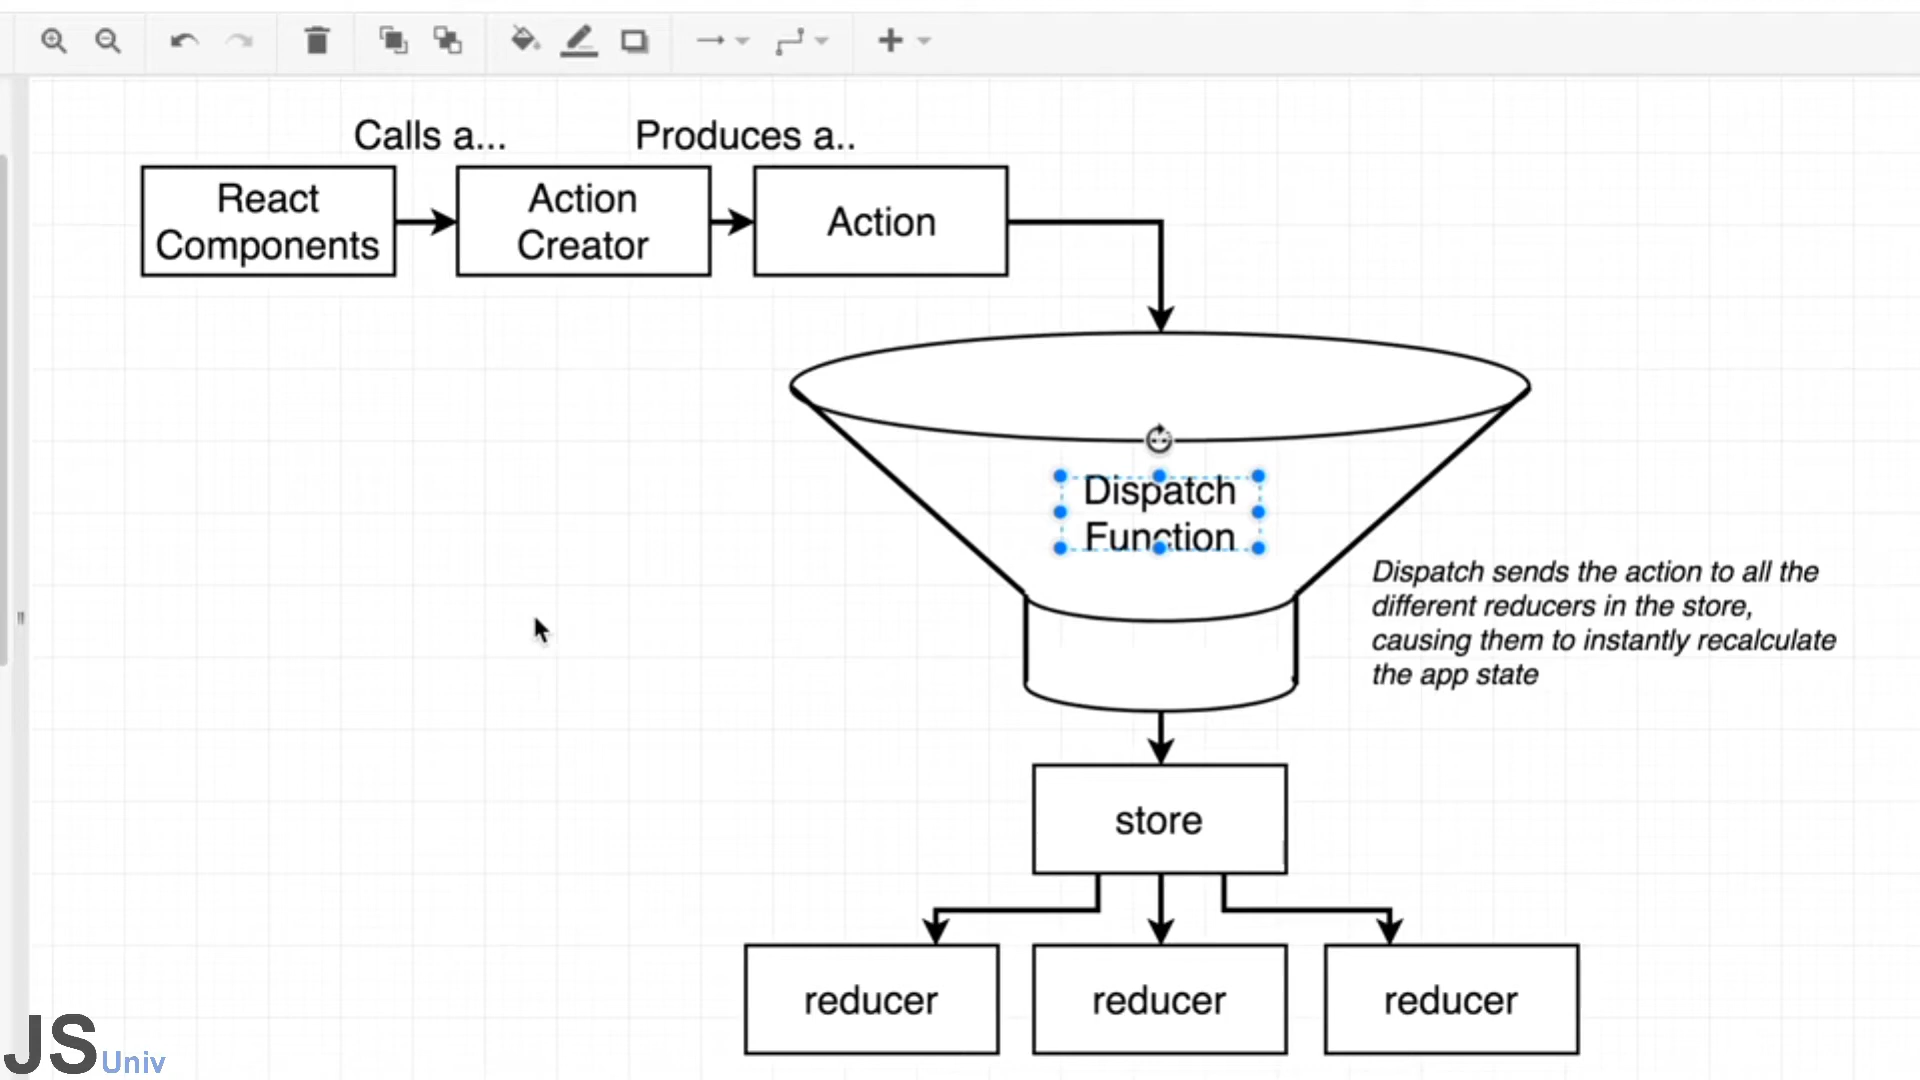 Calls a...
Produces a..
React
Components
Action
Creator
Action
Dispatch
Function
Dispatch sends the action to all the
different reducers in the store,
causing them to instantly recalculate
the app state
store
reducer
reducer
reducer
JS Univ